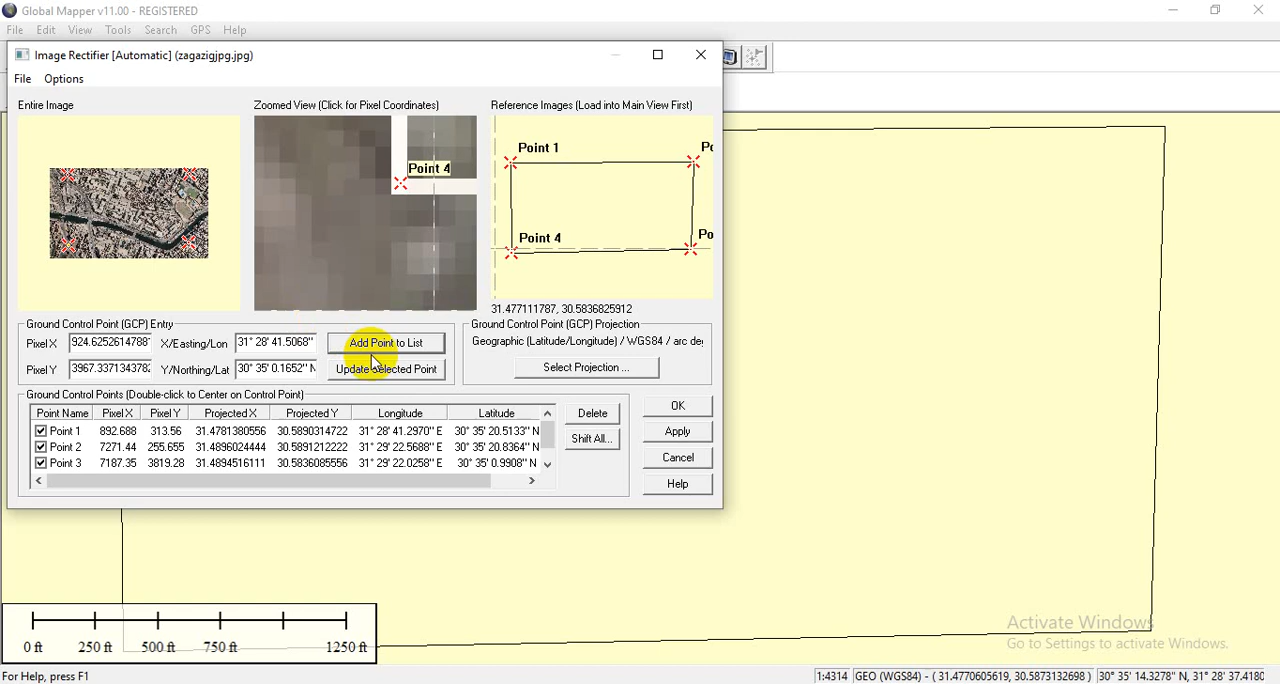 Global Mapper v11.00 - REGISTERED
File Edit View Tools Search GPS Help
Image Rectifier [Automatic] (zagazigjpg.jpg)
File Options
Entire Image Zoomed View (Click for Pixel Coordinates) Reference Images (Load into Main View First)
Point 1
Point 4
Point 4
31.477111787, 30.5836825912
Ground Control Point (GCP) Entry Ground Control Point (GCP) Projection
Pixel X 924.6252614788 X/Easting/Lon 31° 28' 41.5068" Add Point to List Geographic (Latitude/Longitude) / WGS84 / arc de
Pixel Y 3967.3371343782 Y/Northing/Lat 30° 35' 0.1652" N Update Selected Point Select Projection ...
Ground Control Points (Double-click to Center on Control Point)
Point Name Pixel X Pixel Y Projected X Projected Y Longitude Latitude Delete OK
Point 1 892.688 313.56 31.4781380556 30.5890314722 31° 28' 41.2970" E 30° 35' 20.5133" N Apply
Point 2 7271.44 255.655 31.4896024444 30.5891212222 31° 29' 22.5688" E 30° 35' 20.8364" N Shift All...
Point 3 7187.35 3819.28 31.4894516111 30.5836085556 31° 29' 22.0258" E 30° 35' 0.9908" N Cancel
Help
0 ft 250 ft 500 ft 750 ft 1250 ft
Activate Windows
Go to Settings to activate Windows.
For Help, press F1 1:4314 GEO (WGS84) - ( 31.4770605619, 30.5873132698 ) 30° 35' 14.3278" N, 31° 28' 37.4180